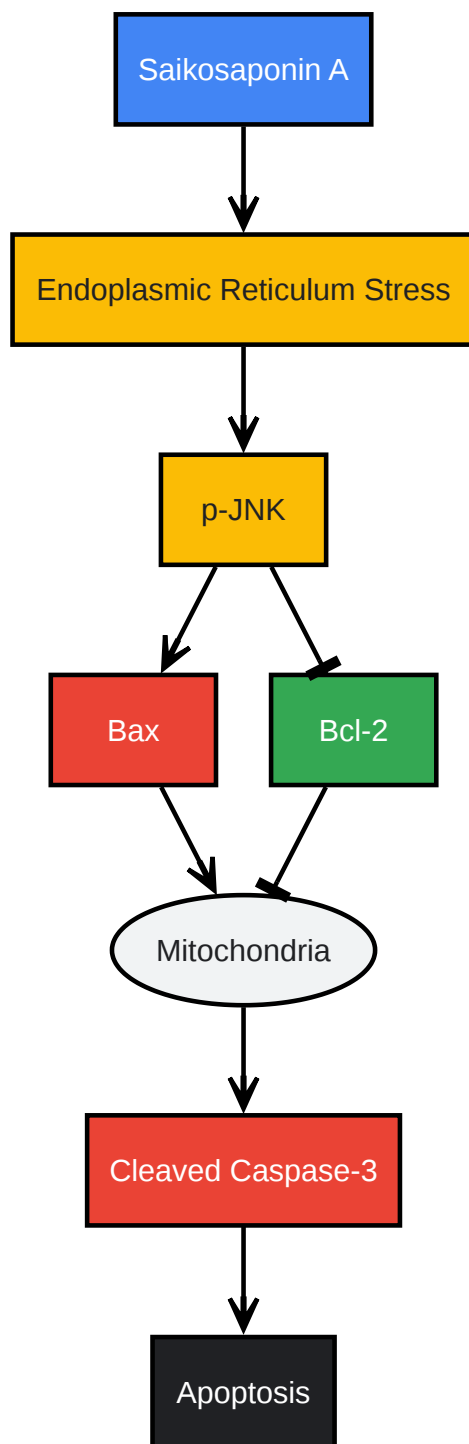 Saikosaponin A
Endoplasmic Reticulum Stress
p-JNK
Bax
Bcl-2
Mitochondria
Cleaved Caspase-3
Apoptosis